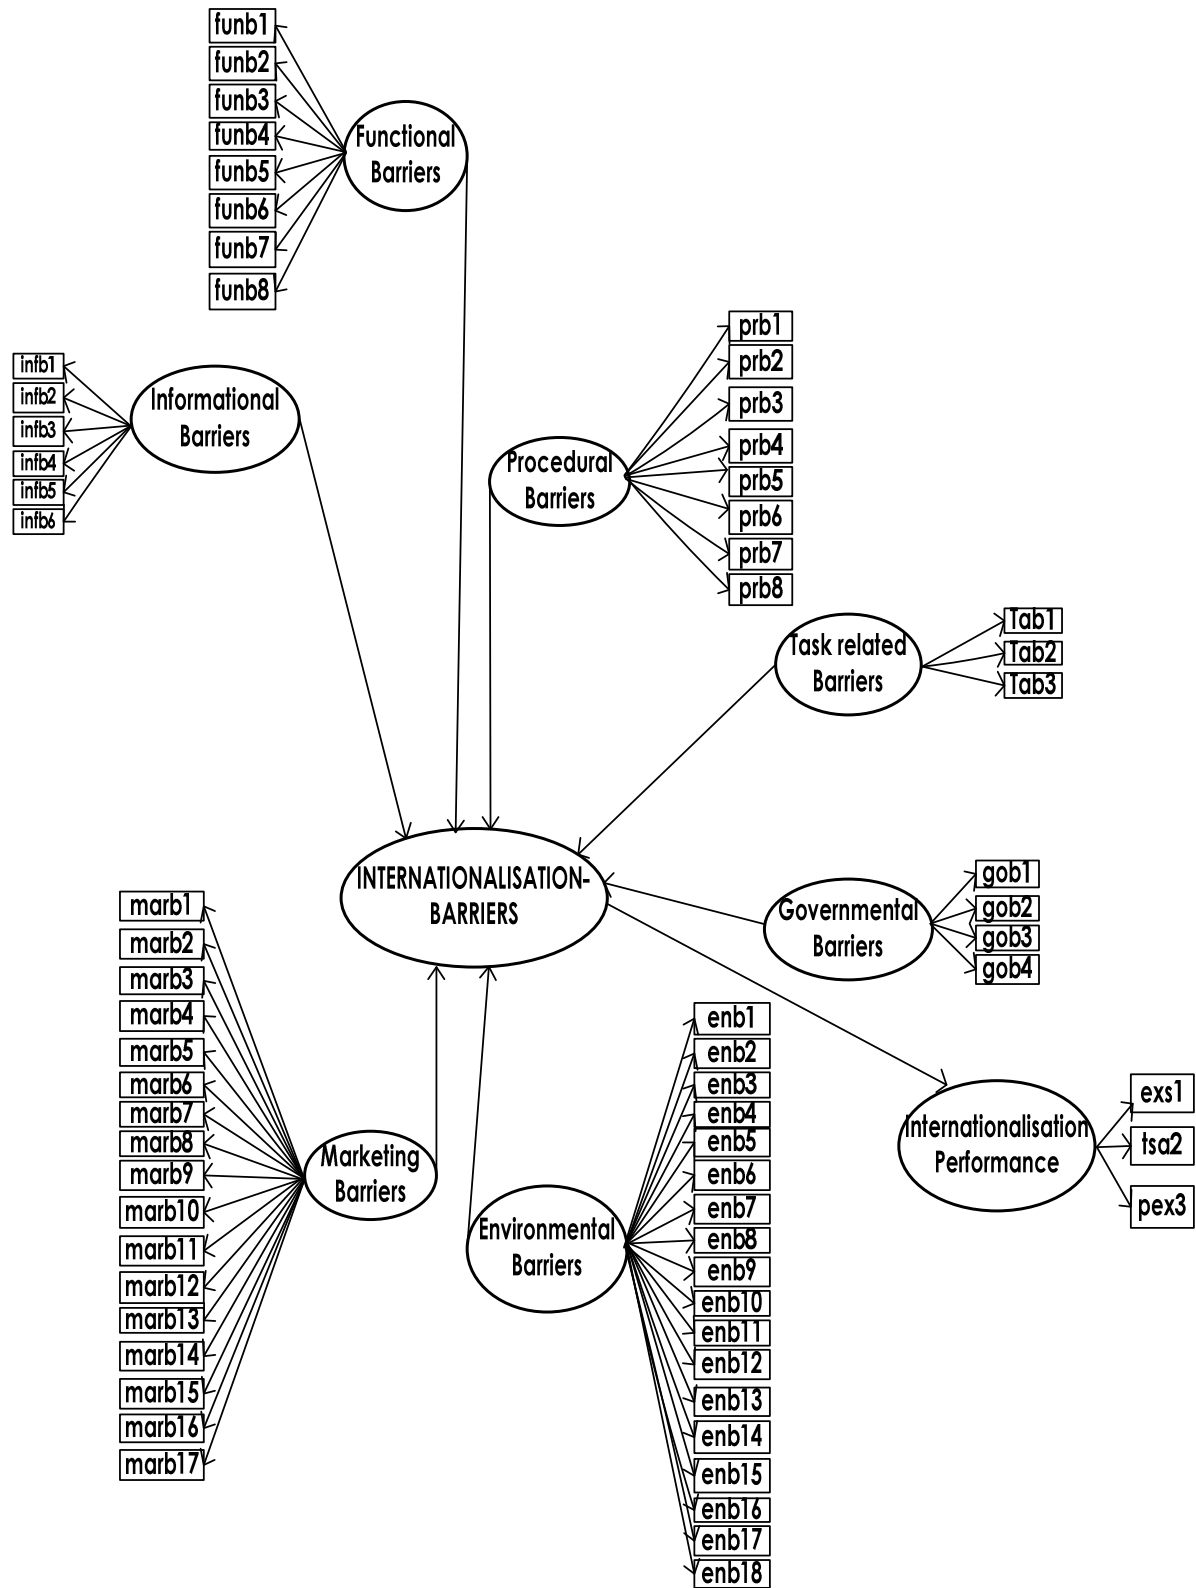 funb1
funb2
funb3
funb4
funb5
funb6
funb7
funb8
Functional
Barriers
infb1
infb2
infb3
infb4
infb5
infb6
Informational
Barriers
Procedural
Barriers
prb1
prb2
prb3
prb4
prb5
prb6
prb7
prb8
Task related
Barriers
Tab1
Tab2
Tab3
INTERNATIONALISATION-
BARRIERS
Governmental
Barriers
gob1
gob2
gob3
gob4
marb1
marb2
marb3
marb4
marb5
marb6
marb7
marb8
marb9
marb10
marb11
marb12
marb13
marb14
marb15
marb16
marb17
Marketing
Barriers
Environmental
Barriers
enb1
enb2
enb3
enb4
enb5
enb6
enb7
enb8
enb9
enb10
enb11
enb12
enb13
enb14
enb15
enb16
enb17
enb18
Internationalisation
Performance
exs1
tsa2
pex3